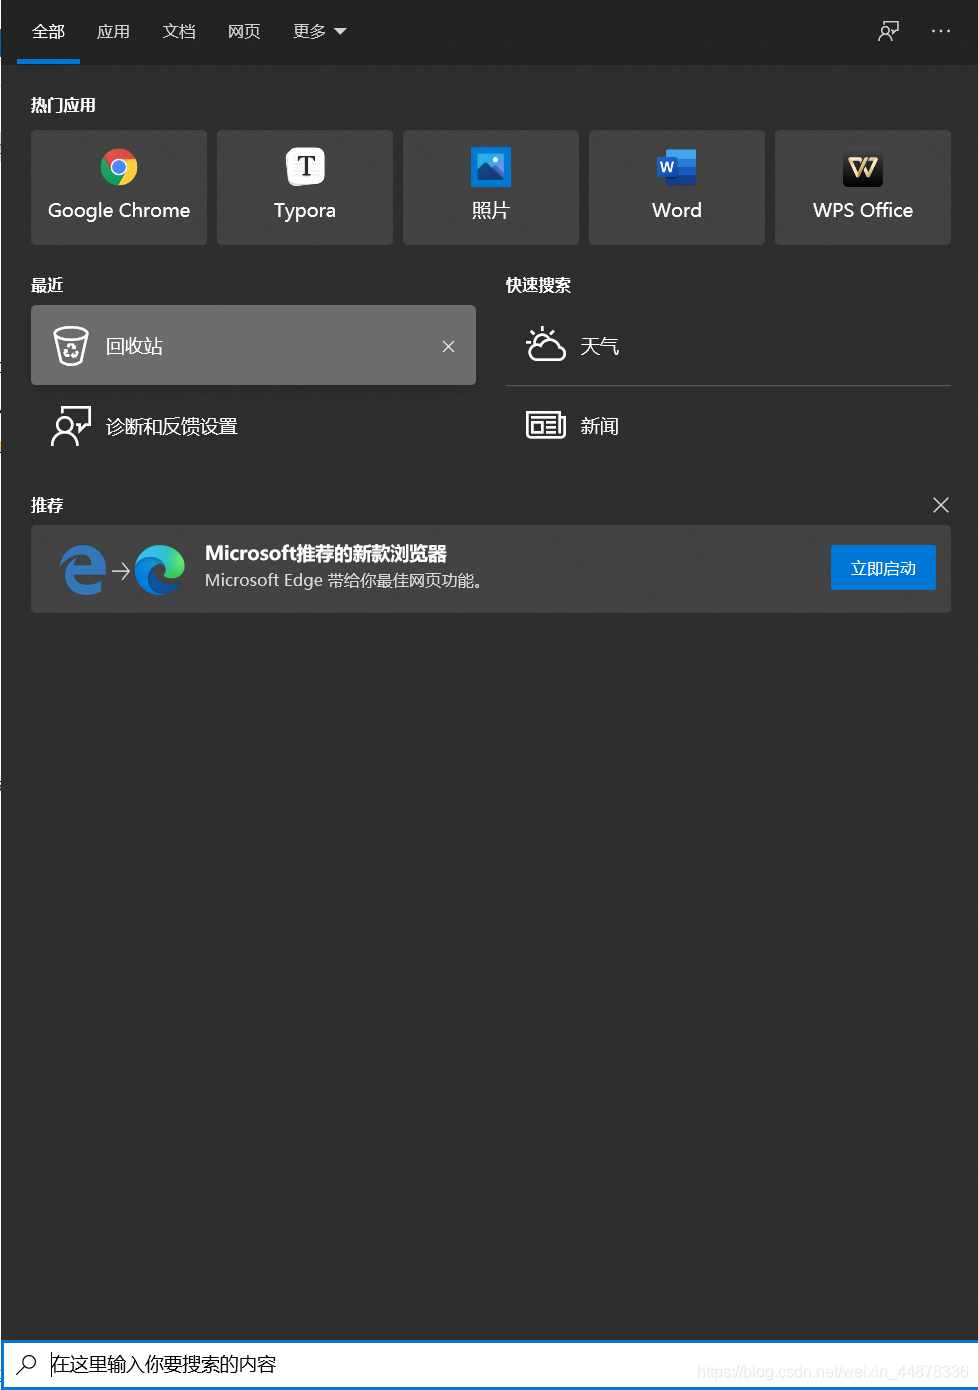 全部 应用 文档 网页 更多
热门应用
Google Chrome Typora 照片 Word WPS Office
最近 快速搜索
回收站 天气
诊断和反馈设置 新闻
推荐
Microsoft推荐的新款浏览器
Microsoft Edge 带给你最佳网页功能。
立即启动
在这里输入你要搜索的内容
https://blog.csdn.net/weixin_44878336